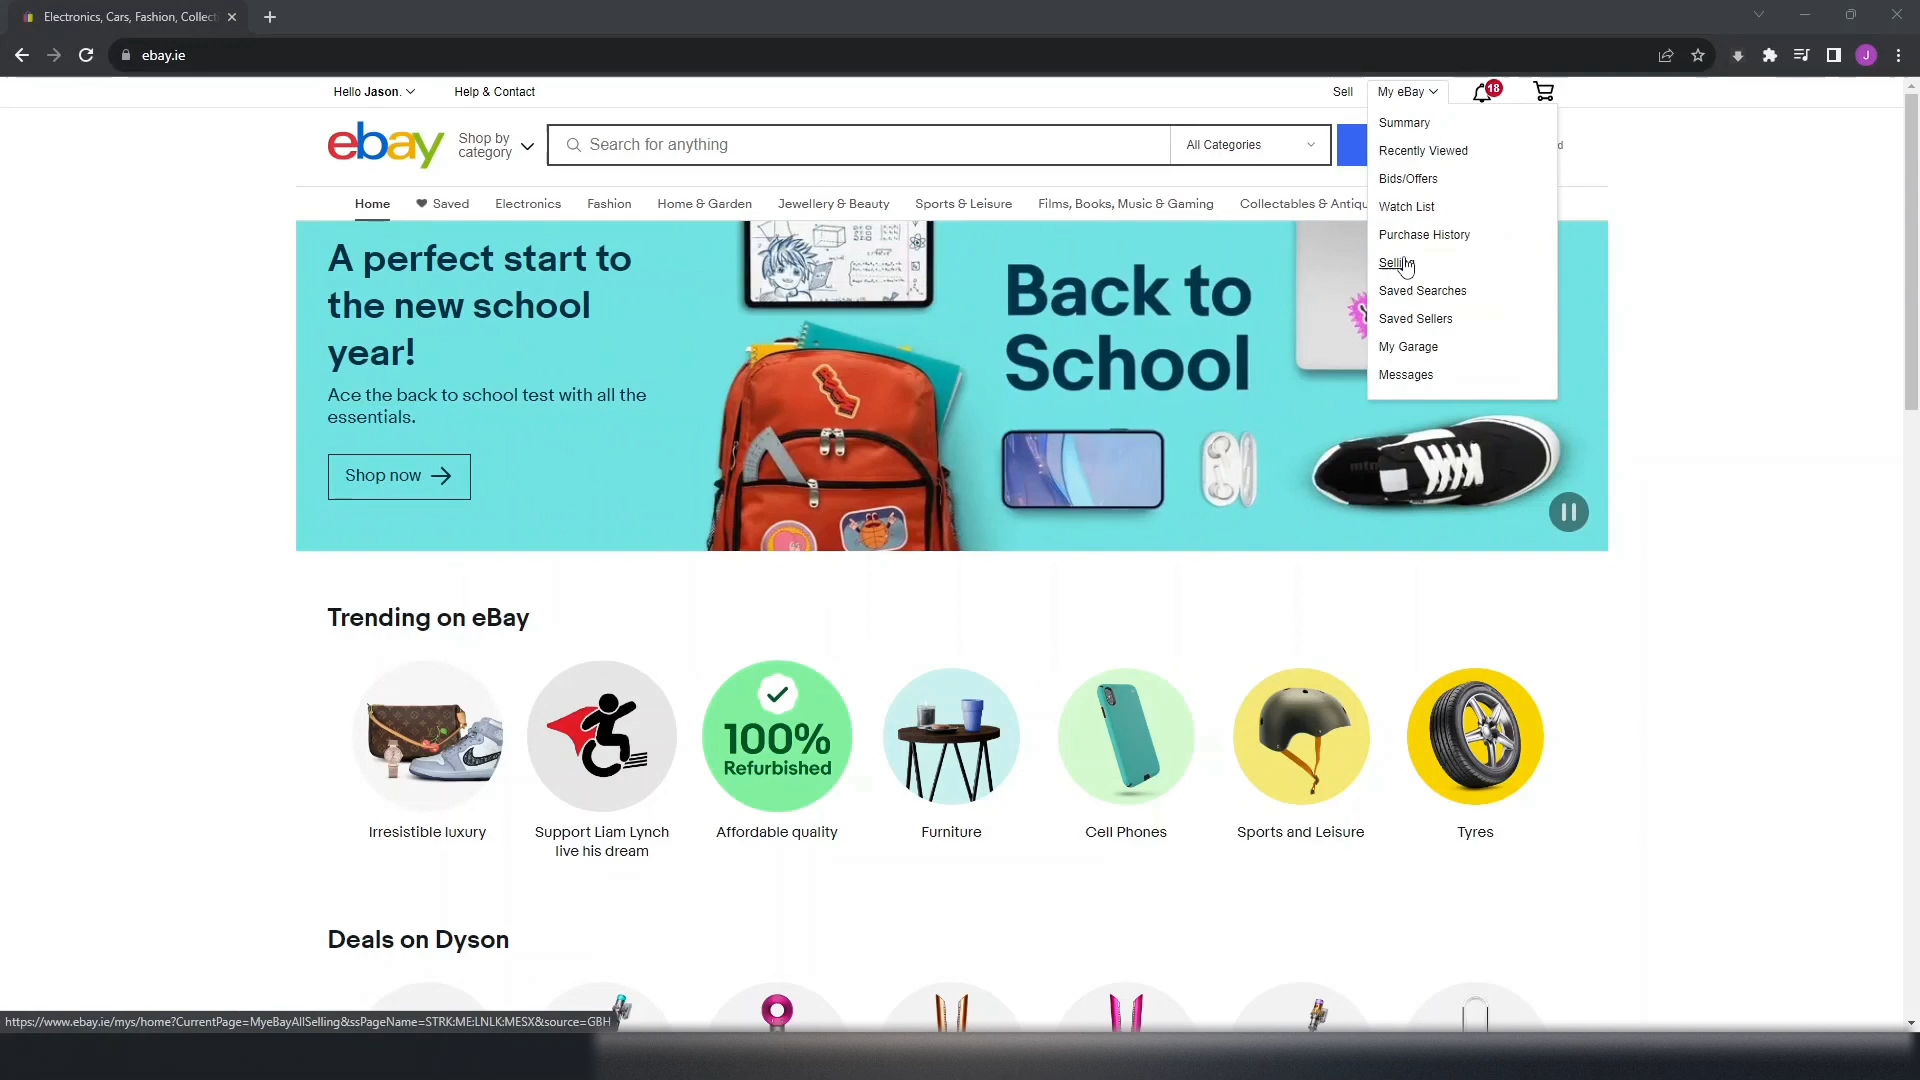 Electronics, Cars, Fashion, Collect
ebay.ie
J
Hello Jason.
Help & Contact
Sell
My eBay
18
ebay
Shop by
category
Search for anything
All Categories
Summary
Recently Viewed
Bids/Offers
Watch List
Purchase History
Selling
Saved Searches
Saved Sellers
My Garage
Messages
Home
Saved
Electronics
Fashion
Home & Garden
Jewellery & Beauty
Sports & Leisure
Films, Books, Music & Gaming
Collectables & Antiqu
A perfect start to
the new school
year!
Ace the back to school test with all the
essentials.
Shop now
Back to
School
Trending on eBay
100%
Refurbished
Irresistible luxury
Support Liam Lynch
live his dream
Affordable quality
Furniture
Cell Phones
Sports and Leisure
Tyres
Deals on Dyson
https://www.ebay.ie/mys/home?CurrentPage=MyeBayAllSelling&ssPageName=STRK:ME:LNLK:MESX&source=GBH